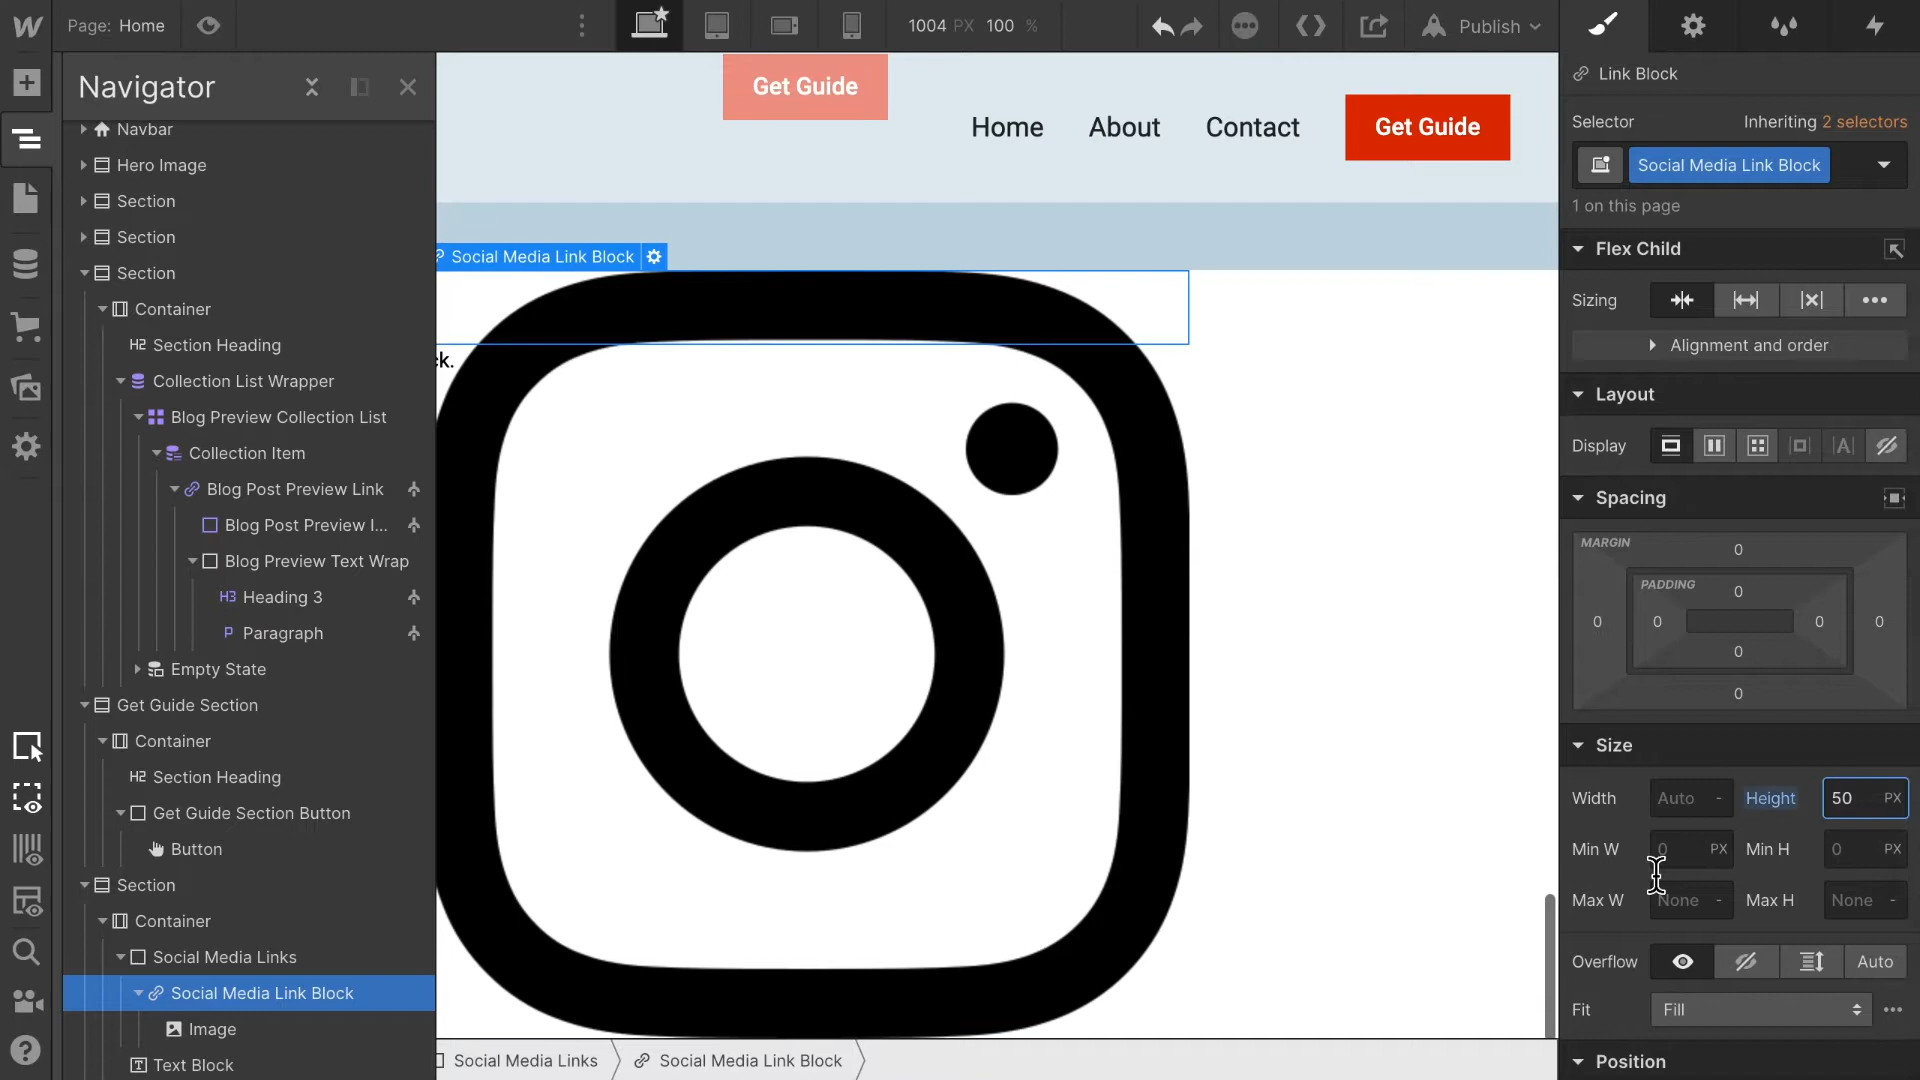 Page: Home
1004 PX 100 %
Publish
Navigator
Navbar
Hero Image
Section
Section
Section
Container
H2 Section Heading
Collection List Wrapper
Blog Preview Collection List
Collection Item
Blog Post Preview Link
Blog Post Preview I...
Blog Preview Text Wrap
H3 Heading 3
P Paragraph
Empty State
Get Guide Section
Container
H2 Section Heading
Get Guide Section Button
Button
Section
Container
Social Media Links
Social Media Link Block
Image
Text Block
Get Guide
Home About Contact Get Guide
Social Media Link Block
ck.
Social Media Links Social Media Link Block
Link Block
Selector Inheriting 2 selectors
Social Media Link Block
1 on this page
Flex Child
Sizing
Alignment and order
Layout
Display
Spacing
MARGIN
0
PADDING
0
0 0 0 0
0
0
Size
Width Auto - Height 50 PX
Min W 0 PX Min H 0 PX
Max W None - Max H None -
Overflow Auto
Fit Fill
Position